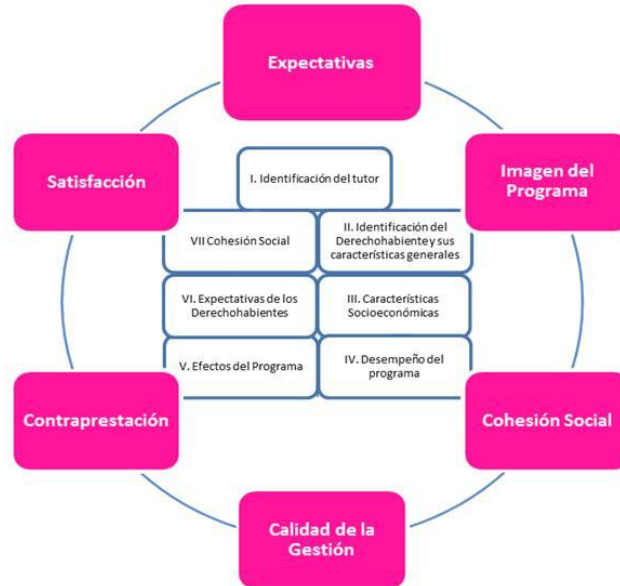 Expectativas
Satisfacción
Imagen del
Programa
I. Identificación del tutor
VII Cohesión Social
II. Identificación del
Derechohabiente y sus
características generales
VI. Expectativas de los
Derechohabientes
III. Características
Socioeconómicas
V. Efectos del Programa
IV. Desempeño del
programa
Contraprestación
Cohesión Social
Calidad de la
Gestión